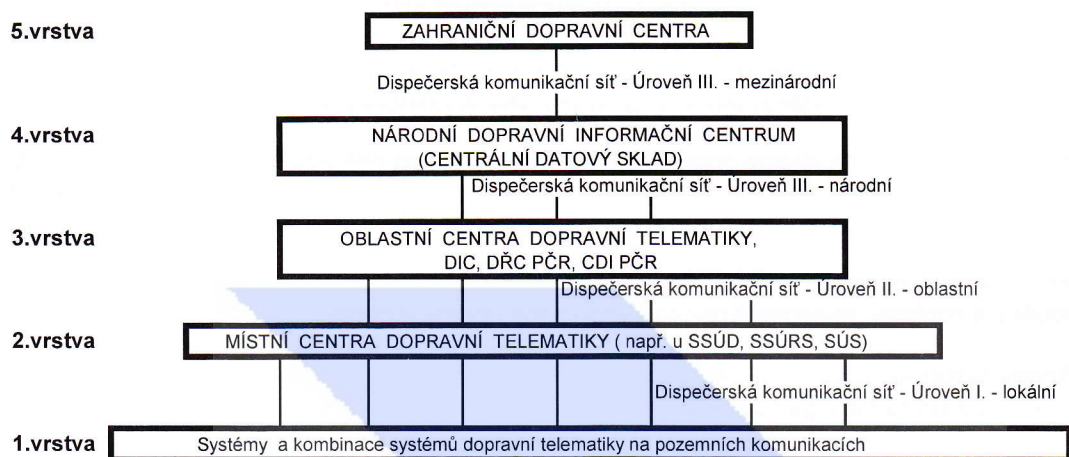 5.vrstva
ZAHRANIČNÍ DOPRAVNÍ CENTRA
Dispečerská komunikační síť - Úroveň III. - mezinárodní
4.vrstva
NÁRODNÍ DOPRAVNÍ INFORMAČNÍ CENTRUM
(CENTRÁLNÍ DATOVÝ SKLAD)
Dispečerská komunikační síť - Úroveň III. - národní
3.vrstva
OBLASTNÍ CENTRA DOPRAVNÍ TELEMATIKY,
DIC, DŘC PČR, CDI PČR
Dispečerská komunikační síť - Úroveň II. - oblastní
2.vrstva
MÍSTNÍ CENTRA DOPRAVNÍ TELEMATIKY ( např. u SSÚD, SSÚRS, SÚS)
Dispečerská komunikační síť - Úroveň I. - lokální
1.vrstva
Systémy a kombinace systémů dopravní telematiky na pozemních komunikacích